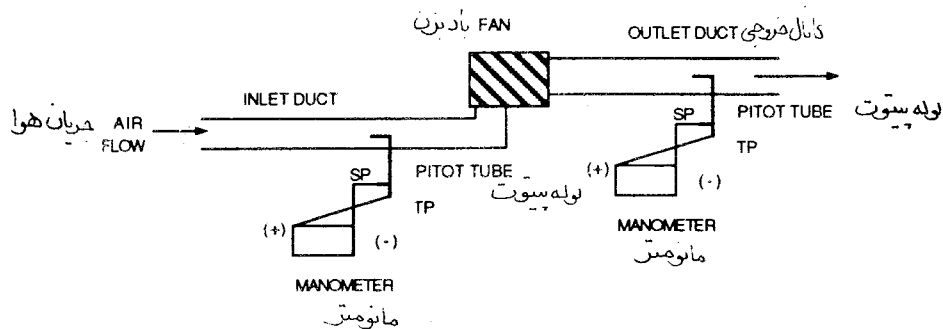 بادبزن FAN
OUTLET DUCT کانال خروجی
INLET DUCT
جریان هوا AIR FLOW
SP
PITOT TUBE لوله پیتوت
TP
(+)
(-)
MANOMETER
مانومتر
SP
PITOT TUBE
لوله پیتوت
TP
(+)
(-)
MANOMETER
مانومتر